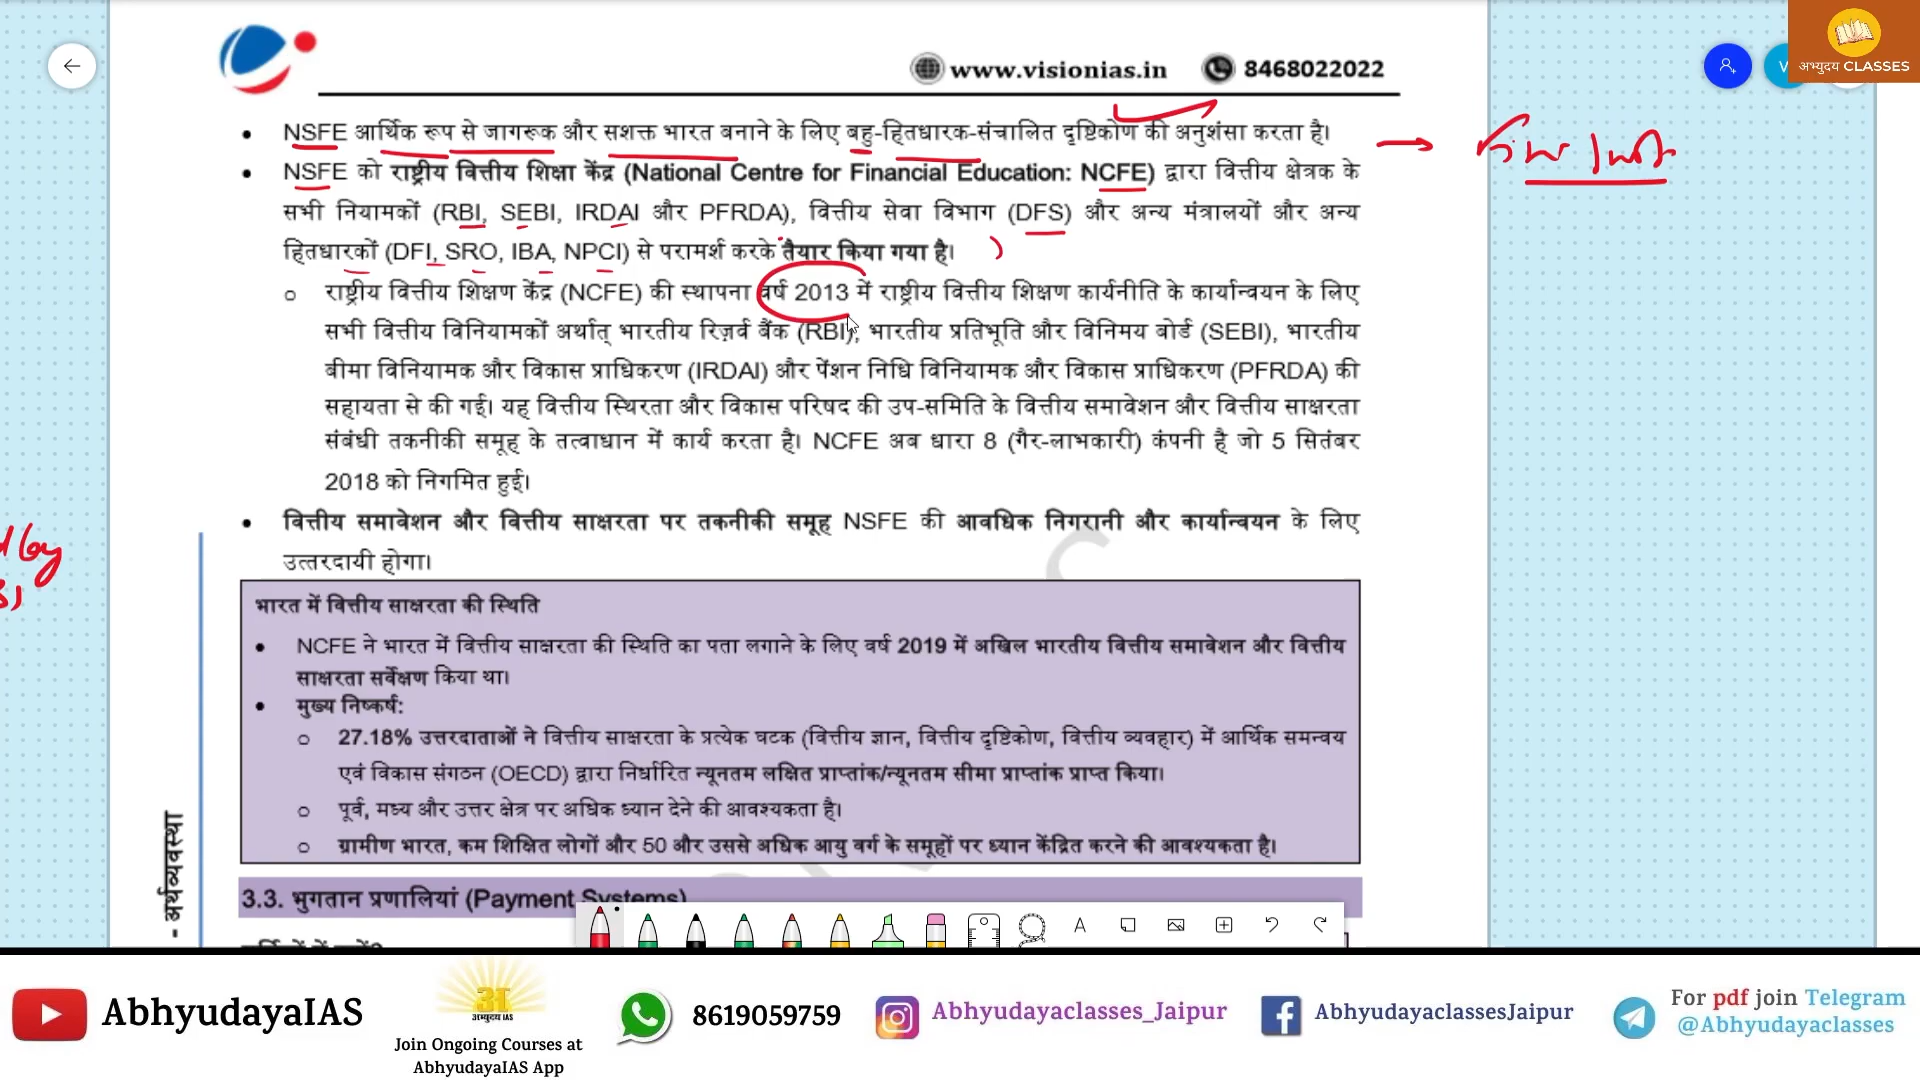 अभ्युदय CLASSES
www.visionias.in 8468022022
• NSFE आर्थिक रूप से जागरूक और सशक्त भारत बनाने के लिए बहु-हितधारक-संचालित दृष्टिकोण की अनुशंसा करता है।
• NSFE को राष्ट्रीय वित्तीय शिक्षा केंद्र (National Centre for Financial Education: NCFE) द्वारा वित्तीय क्षेत्रक के
सभी नियामकों (RBI, SEBI, IRDAI और PFRDA), वित्तीय सेवा विभाग (DFS) और अन्य मंत्रालयों और अन्य
हितधारकों (DFI, SRO, IBA, NPCI) से परामर्श करके तैयार किया गया है।
o राष्ट्रीय वित्तीय शिक्षण केंद्र (NCFE) की स्थापना वर्ष 2013 में राष्ट्रीय वित्तीय शिक्षण कार्यनीति के कार्यान्वयन के लिए
सभी वित्तीय विनियामकों अर्थात् भारतीय रिज़र्व बैंक (RBI), भारतीय प्रतिभूति और विनिमय बोर्ड (SEBI), भारतीय
बीमा विनियामक और विकास प्राधिकरण (IRDAI) और पेंशन निधि विनियामक और विकास प्राधिकरण (PFRDA) की
सहायता से की गई। यह वित्तीय स्थिरता और विकास परिषद की उप-समिति के वित्तीय समावेशन और वित्तीय साक्षरता
संबंधी तकनीकी समूह के तत्वाधान में कार्य करता है। NCFE अब धारा 8 (गैर-लाभकारी) कंपनी है जो 5 सितंबर
2018 को निगमित हुई।
• वित्तीय समावेशन और वित्तीय साक्षरता पर तकनीकी समूह NSFE की आवधिक निगरानी और कार्यान्वयन के लिए
उत्तरदायी होगा।
भारत में वित्तीय साक्षरता की स्थिति
• NCFE ने भारत में वित्तीय साक्षरता की स्थिति का पता लगाने के लिए वर्ष 2019 में अखिल भारतीय वित्तीय समावेशन और वित्तीय
साक्षरता सर्वेक्षण किया था।
• मुख्य निष्कर्ष:
o 27.18% उत्तरदाताओं ने वित्तीय साक्षरता के प्रत्येक घटक (वित्तीय ज्ञान, वित्तीय दृष्टिकोण, वित्तीय व्यवहार) में आर्थिक समन्वय
एवं विकास संगठन (OECD) द्वारा निर्धारित न्यूनतम लक्षित प्राप्तांक/न्यूनतम सीमा प्राप्तांक प्राप्त किया।
o पूर्व, मध्य और उत्तर क्षेत्र पर अधिक ध्यान देने की आवश्यकता है।
o ग्रामीण भारत, कम शिक्षित लोगों और 50 और उससे अधिक आयु वर्ग के समूहों पर ध्यान केंद्रित करने की आवश्यकता है।
- अर्थव्यवस्था
3.3. भुगतान प्रणालियां (Payment Systems)
AbhyudayaIAS
अभ्युदय IAS
Join Ongoing Courses at
AbhyudayaIAS App
8619059759
Abhyudayaclasses_Jaipur
AbhyudayaclassesJaipur
For pdf join Telegram
@Abhyudayaclasses